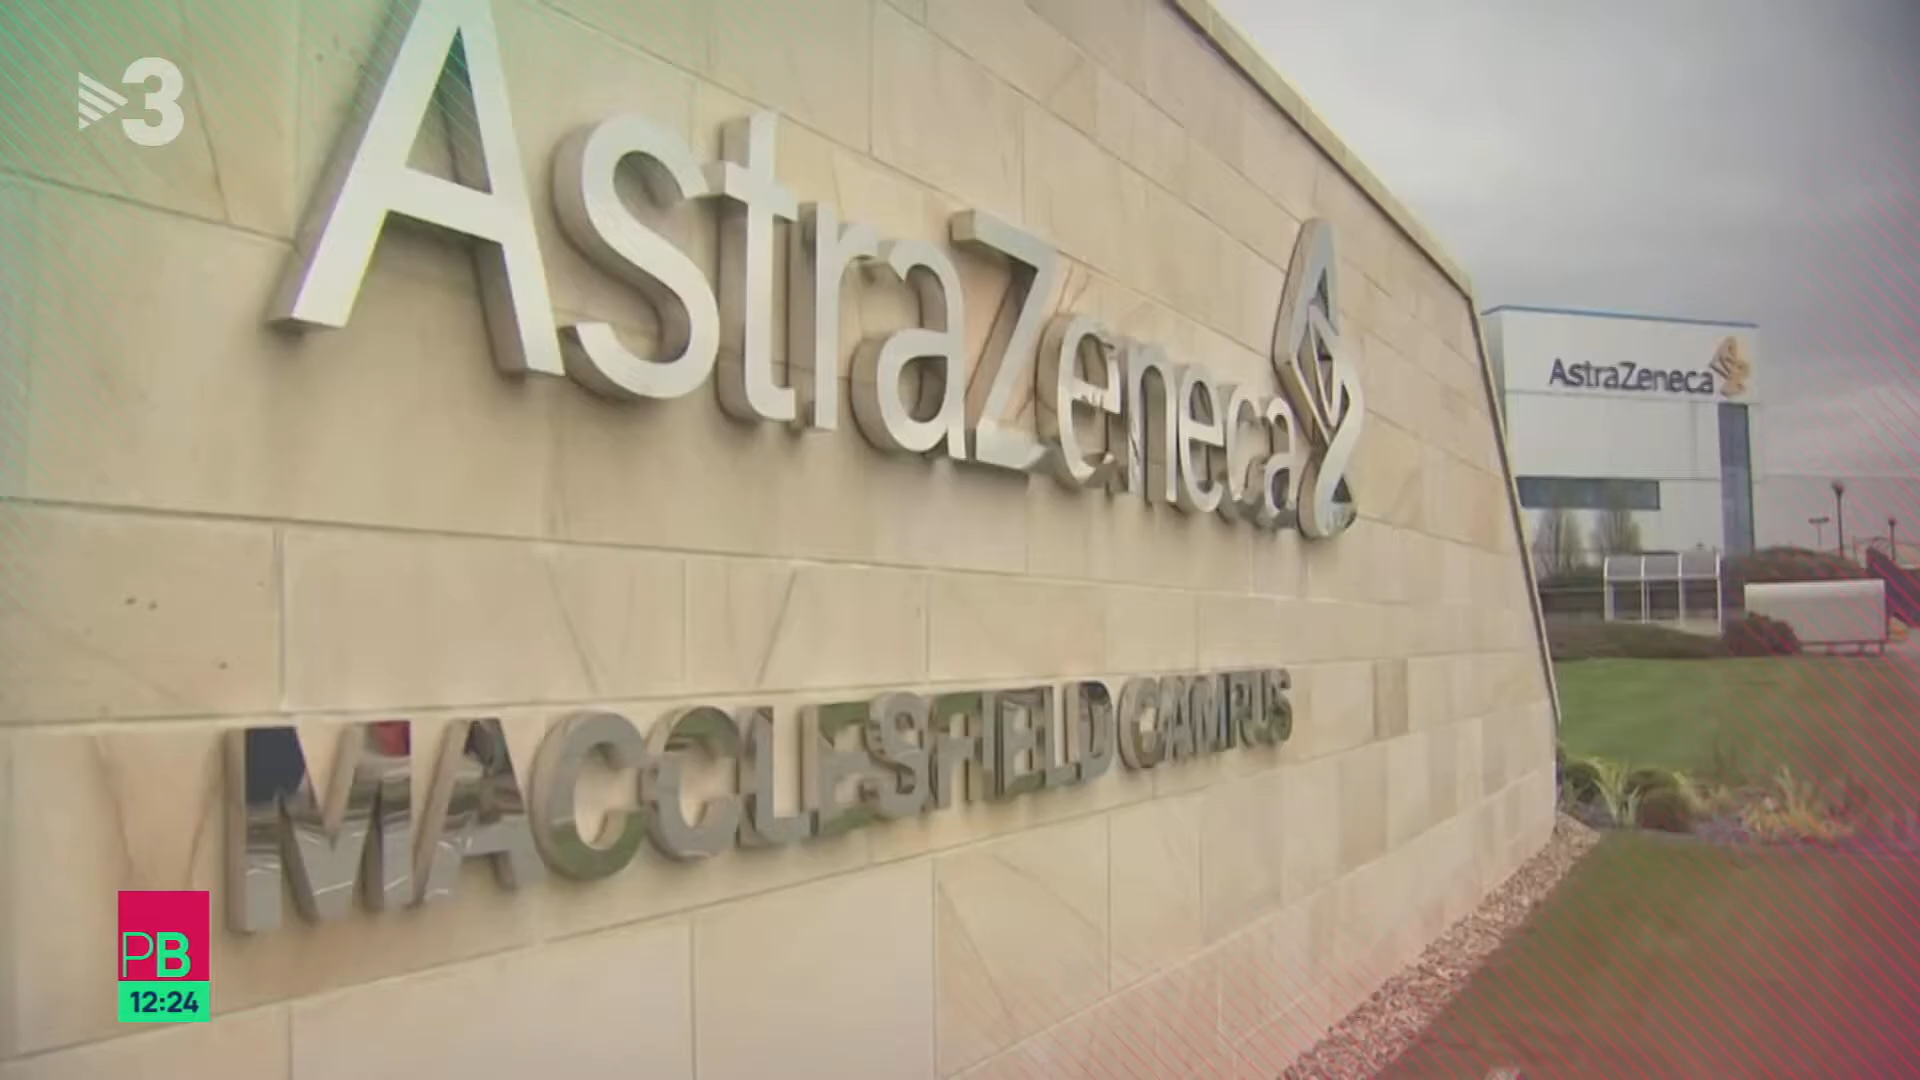 3
AstraZeneca
AstraZeneca
MACCLESFIELD CAMPUS
PB
12:24